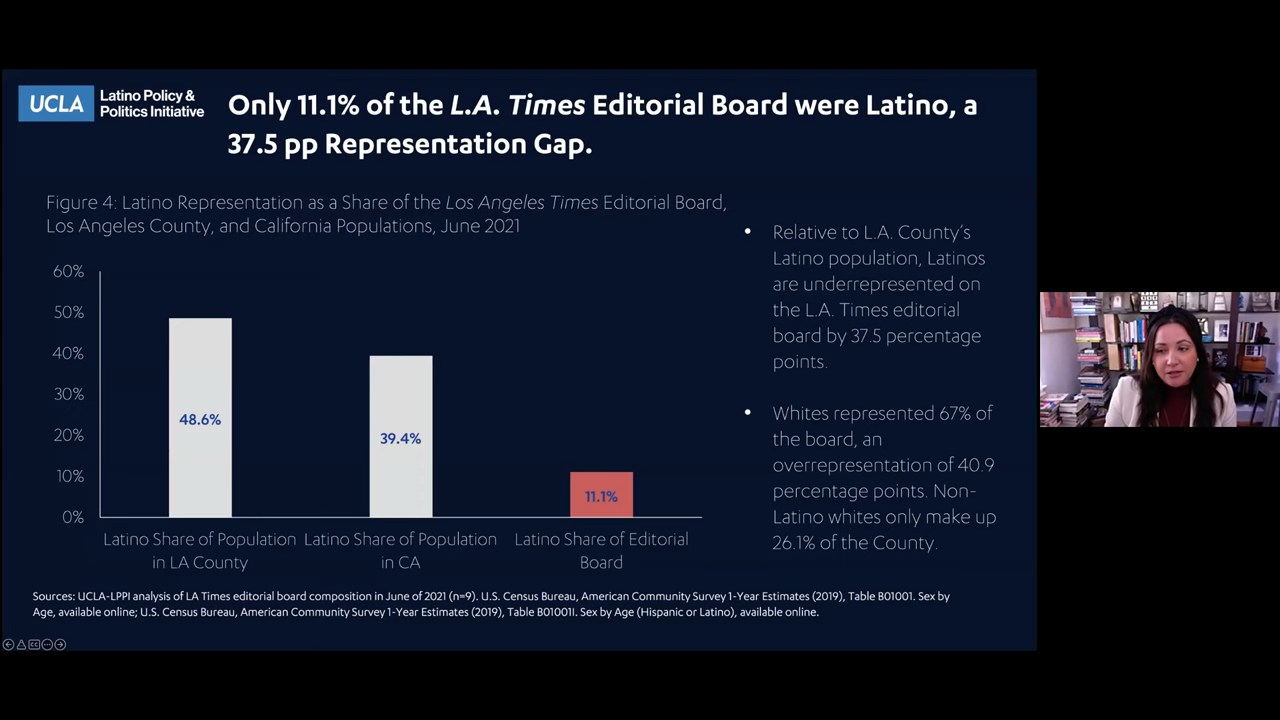 UCLA
Latino Policy &
Politics Initiative
Only 11.1% of the L.A. Times Editorial Board were Latino, a
37.5 pp Representation Gap.
Figure 4: Latino Representation as a Share of the Los Angeles Times Editorial Board,
Los Angeles County, and California Populations, June 2021
60%
50%
40%
30%
20%
10%
0%
48.6%
39.4%
11.1%
Latino Share of Population
in LA County
Latino Share of Population
in CA
Latino Share of Editorial
Board
• Relative to L.A. County's
Latino population, Latinos
are underrepresented on
the L.A. Times editorial
board by 37.5 percentage
points.
• Whites represented 67% of
the board, an
overrepresentation of 40.9
percentage points. Non-
Latino whites only make up
26.1% of the County.
Sources: UCLA-LPPI analysis of LA Times editorial board composition in June of 2021 (n=9). U.S. Census Bureau, American Community Survey 1-Year Estimates (2019), Table B01001. Sex by
Age, available online; U.S. Census Bureau, American Community Survey 1-Year Estimates (2019), Table B01001I. Sex by Age (Hispanic or Latino), available online.